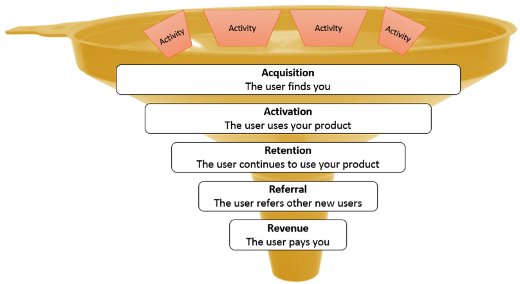 Activity
Activity
Activity
Activity
Acquisition
The user finds you
Activation
The user uses your product
Retention
The user continues to use your product
Referral
The user refers other new users
Revenue
The user pays you